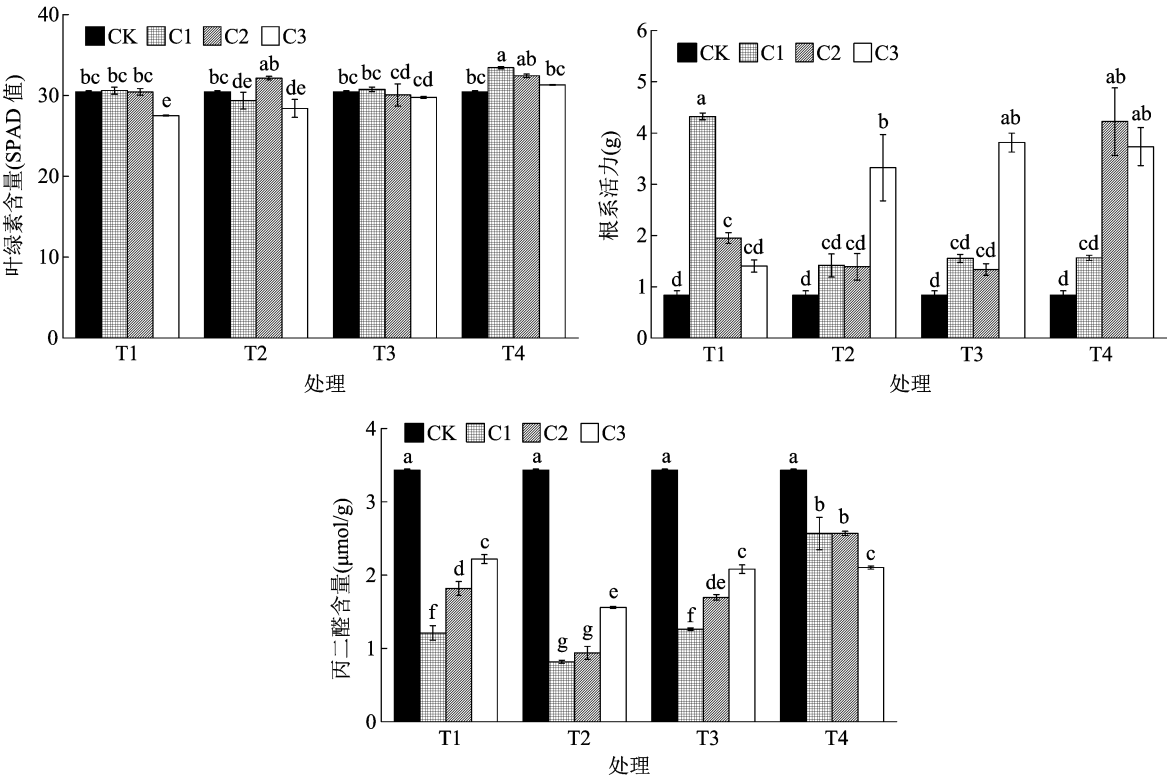 叶绿素含量(SPAD 值)
40
30
20
10
0
CK C1 C2 C3
bc bc bc e
bc de ab de
bc bc cd cd
bc a ab bc
T1 T2 T3 T4
处理
根系活力(g)
6
5
4
3
2
1
0
CK C1 C2 C3
d a c cd
d cd cd b
d cd cd ab
d cd ab ab
T1 T2 T3 T4
处理
丙二醛含量(μmol/g)
4
3
2
1
0
CK C1 C2 C3
a f d c
a g g e
a f de c
a b b c
T1 T2 T3 T4
处理